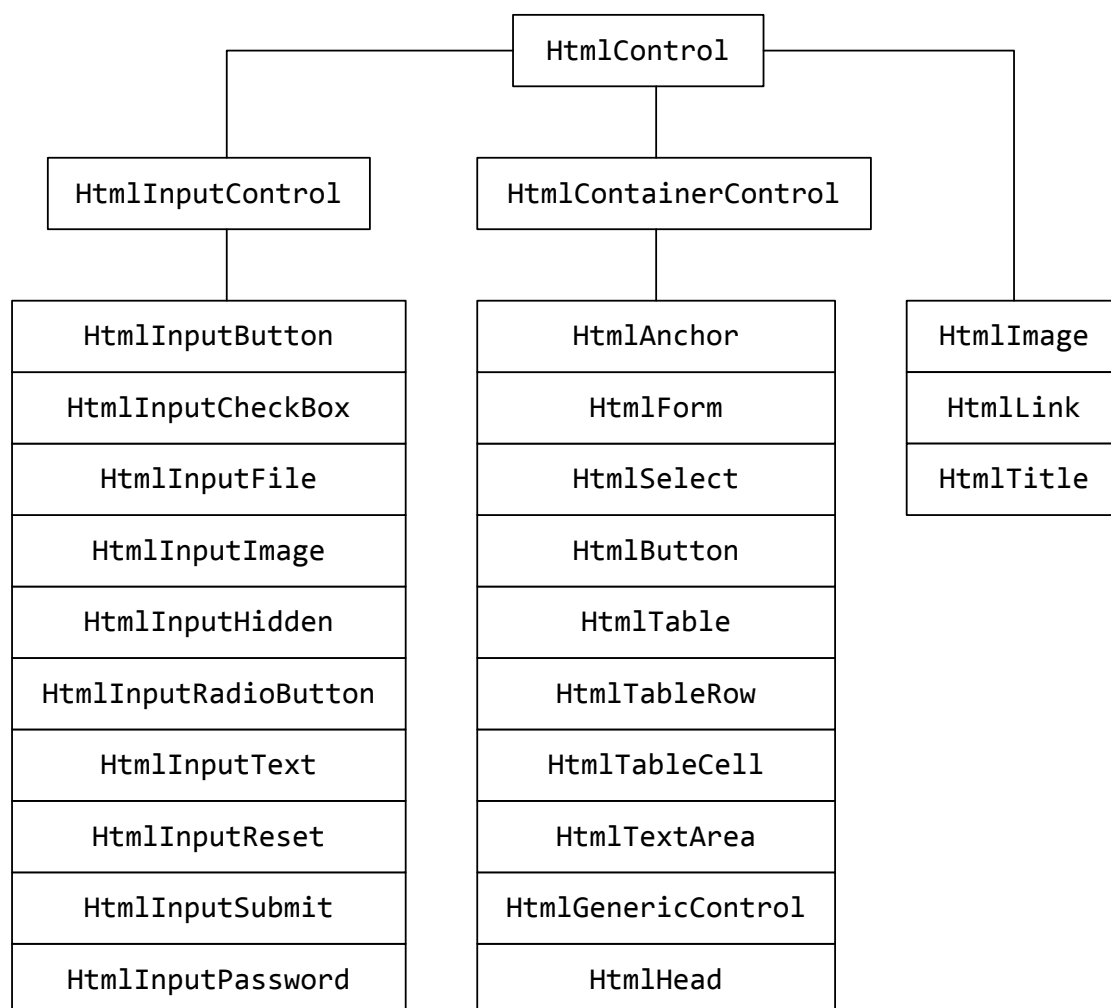 HtmlControl
HtmlInputControl
HtmlContainerControl
HtmlInputButton
HtmlInputCheckBox
HtmlInputFile
HtmlInputImage
HtmlInputHidden
HtmlInputRadioButton
HtmlInputText
HtmlInputReset
HtmlInputSubmit
HtmlInputPassword
HtmlAnchor
HtmlForm
HtmlSelect
HtmlButton
HtmlTable
HtmlTableRow
HtmlTableCell
HtmlTextArea
HtmlGenericControl
HtmlHead
HtmlImage
HtmlLink
HtmlTitle